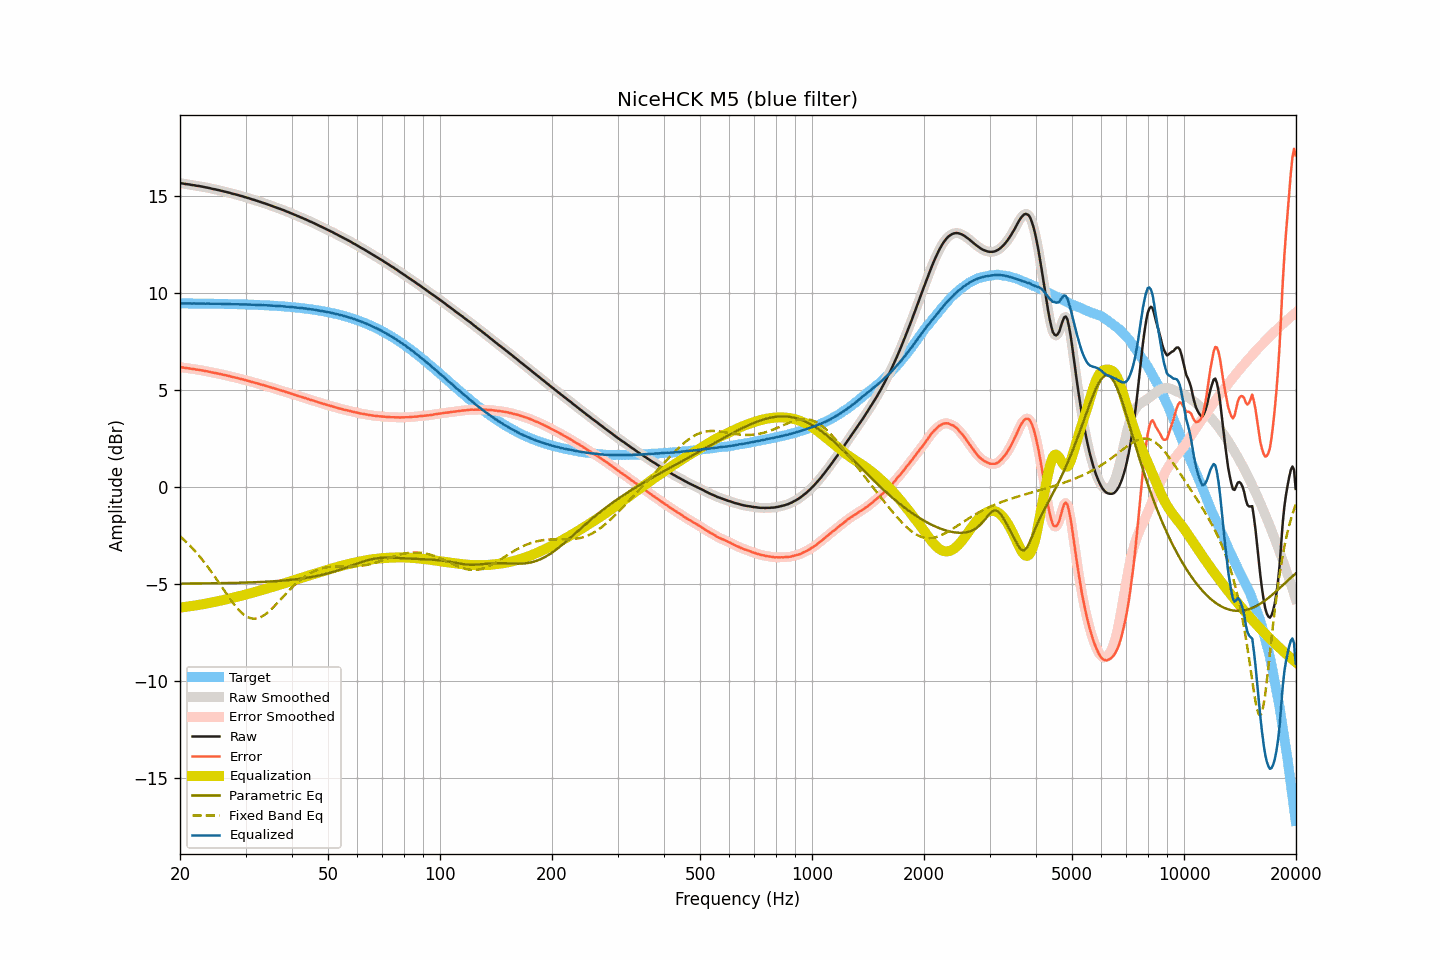 NiceHCK M5 (blue filter)
Amplitude (dBr)
15
10
5
0
−5
−10
−15
Target
Raw Smoothed
Error Smoothed
Raw
Error
Equalization
Parametric Eq
Fixed Band Eq
Equalized
20 50 100 200 500 1000 2000 5000 10000 20000
Frequency (Hz)